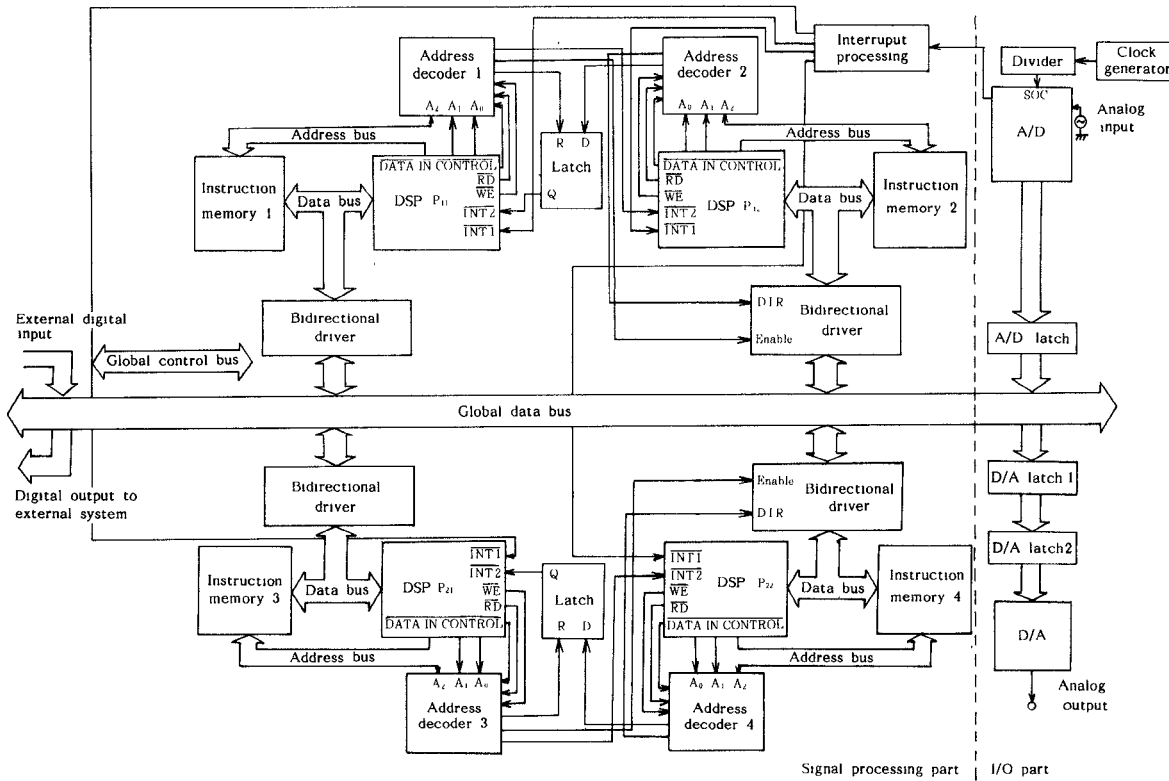 Address
decoder 1
A₂ A₁ A₀
Address bus
Instruction
memory 1
Data bus
DATA IN CONTROL
RD
WE
DSP P₁₁
INT2
INT1
R D
Latch
Q
Address
decoder 2
A₀ A₁ A₂
Address bus
DATA IN CONTROL
RD
WE
INT2
DSP
INT1
Data bus
Instruction
memory 2
Interruput
processing
Divider
Clock
generator
SOC
A/D
Analog
input
Bidirectional
driver
DIR
Bidirectional
driver
Enable
A/D latch
External digital
input
Global control bus
Global data bus
Digital output to
external system
Bidirectional
driver
Enable
Bidirectional
driver
DIR
D/A latch1
D/A latch2
D/A
Analog
output
Instruction
memory 3
Data bus
INT1
DSP P₂₁
INT2
WE
RD
DATA IN CONTROL
Address bus
A₂ A₁ A₀
Address
decoder 3
Q
Latch
R D
INT1
INT2
DSP P₂₂
WE
RD
DATA IN CONTROL
Data bus
Instruction
memory 4
Address bus
A₀ A₁ A₂
Address
decoder 4
Signal processing part
I/O part